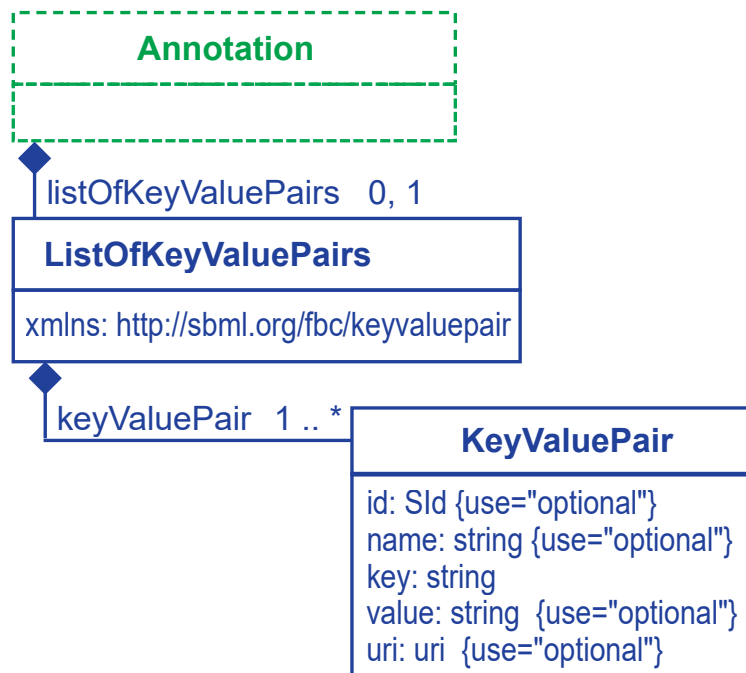 Annotation
listOfKeyValuePairs 0, 1
ListOfKeyValuePairs
xmlns: http://sbml.org/fbc/keyvaluepair
keyValuePair 1 .. *
KeyValuePair
id: SId {use="optional"}
name: string {use="optional"}
key: string
value: string {use="optional"}
uri: uri {use="optional"}